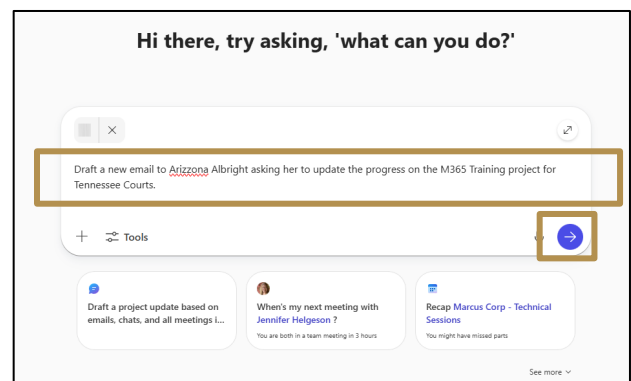 Hi there, try asking, 'what can you do?'
Draft a new email to Arizzona Albright asking her to update the progress on the M365 Training project for
Tennessee Courts.
Tools
Draft a project update based on
emails, chats, and all meetings i...
When's my next meeting with
Jennifer Helgeson ?
You are both in a team meeting in 3 hours
Recap Marcus Corp - Technical
Sessions
You might have missed parts
See more